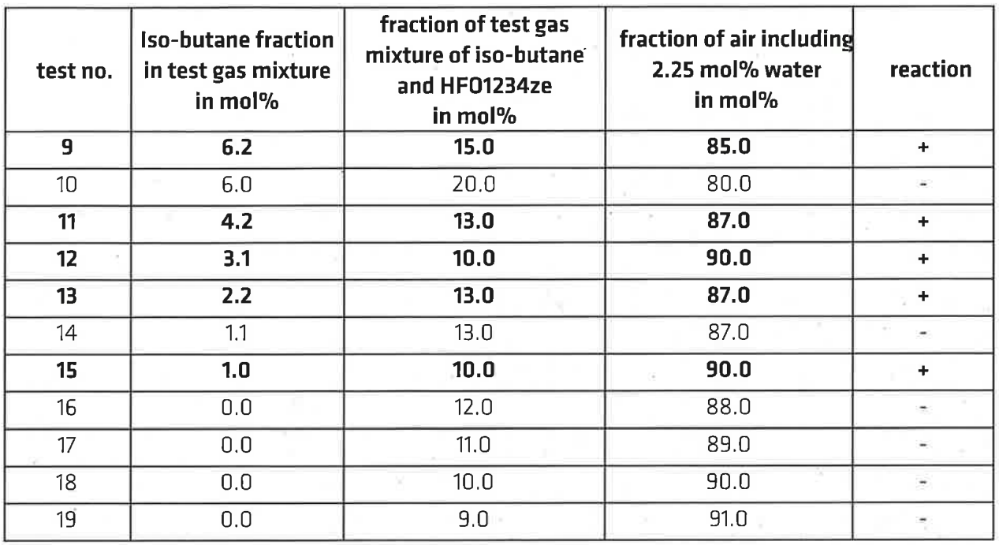 test no. | Iso-butane fraction in test gas mixture in mol% | fraction of test gas mixture of iso-butane and HFO1234ze in mol% | fraction of air including 2.25 mol% water in mol% | reaction
9 | 6.2 | 15.0 | 85.0 | +
10 | 6.0 | 20.0 | 80.0 | -
11 | 4.2 | 13.0 | 87.0 | +
12 | 3.1 | 10.0 | 90.0 | +
13 | 2.2 | 13.0 | 87.0 | +
14 | 1.1 | 13.0 | 87.0 | -
15 | 1.0 | 10.0 | 90.0 | +
16 | 0.0 | 12.0 | 88.0 | -
17 | 0.0 | 11.0 | 89.0 | -
18 | 0.0 | 10.0 | 90.0 | -
19 | 0.0 | 9.0 | 91.0 | -